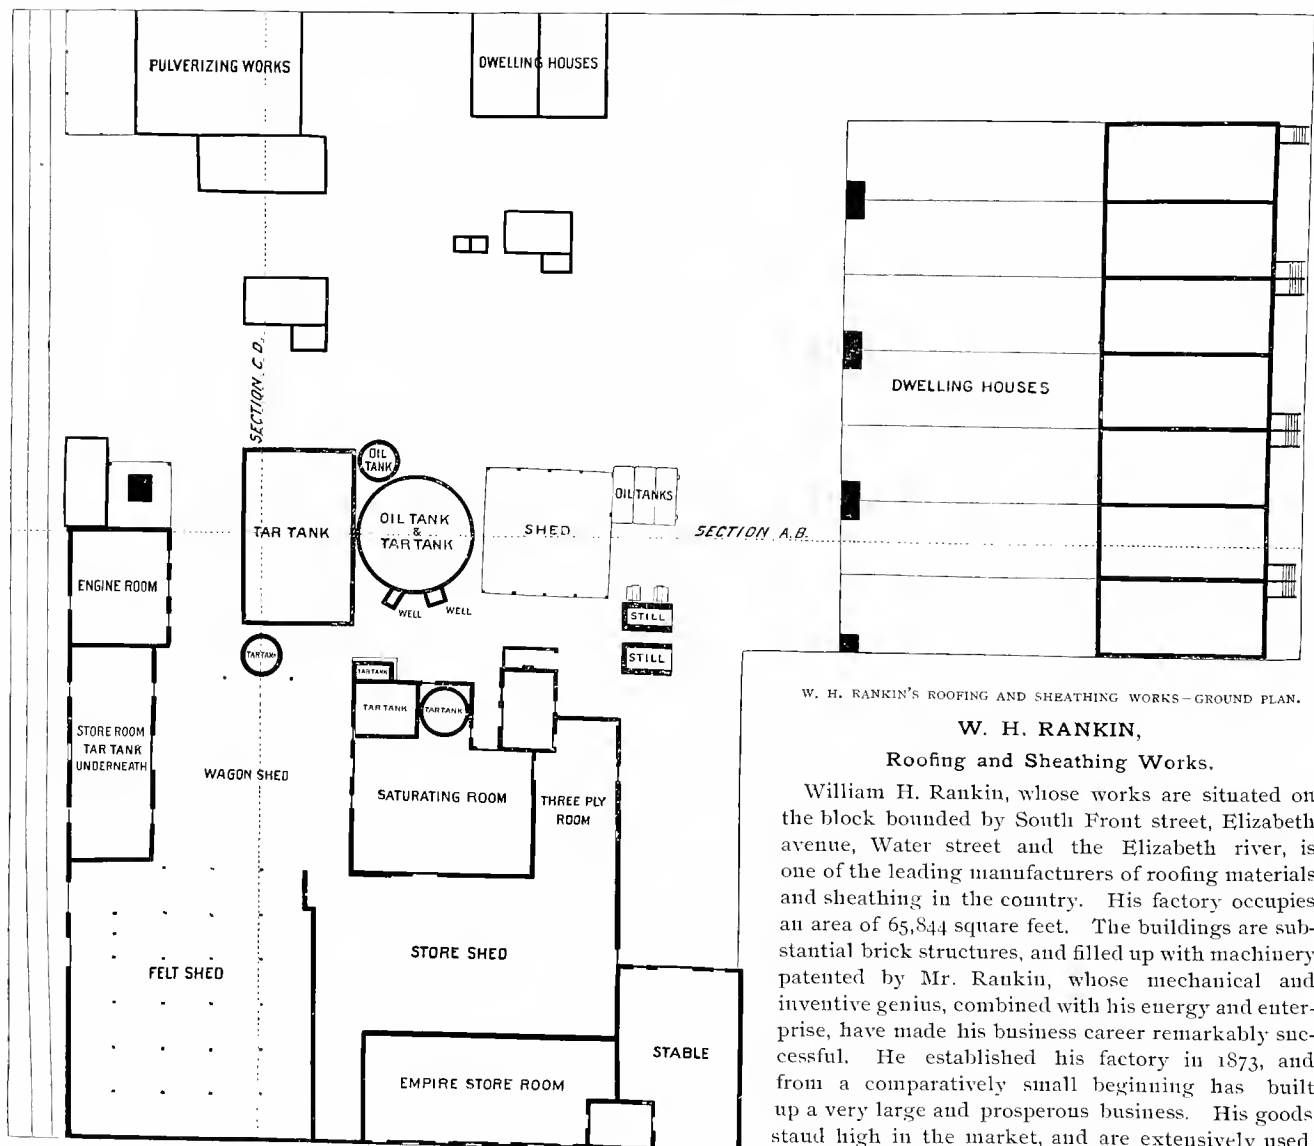 PULVERIZING WORKS
DWELLING HOUSES
DWELLING HOUSES
SECTION C D.
OIL
TANK
TAR TANK
OIL TANK
&
TAR TANK
SHED.
OIL TANKS
SECTION A.B.
ENGINE ROOM
WELL
WELL
STILL
STILL
TAR TANK
TAR TANK
TAR TANK
TAR TANK
STORE ROOM
TAR TANK
UNDERNEATH
WAGON SHED
SATURATING ROOM
THREE PLY
ROOM
FELT SHED
STORE SHED
STABLE
EMPIRE STORE ROOM
W. H. RANKIN'S ROOFING AND SHEATHING WORKS—GROUND PLAN.
W. H. RANKIN,
Roofing and Sheathing Works.
William H. Rankin, whose works are situated on
the block bounded by South Front street, Elizabeth
avenue, Water street and the Elizabeth river, is
one of the leading manufacturers of roofing materials
and sheathing in the country. His factory occupies
an area of 65,844 square feet. The buildings are sub-
stantial brick structures, and filled up with machinery
patented by Mr. Rankin, whose mechanical and
inventive genius, combined with his energy and enter-
prise, have made his business career remarkably suc-
cessful. He established his factory in 1873, and
from a comparatively small beginning has built
up a very large and prosperous business. His goods
stand high in the market, and are extensively used